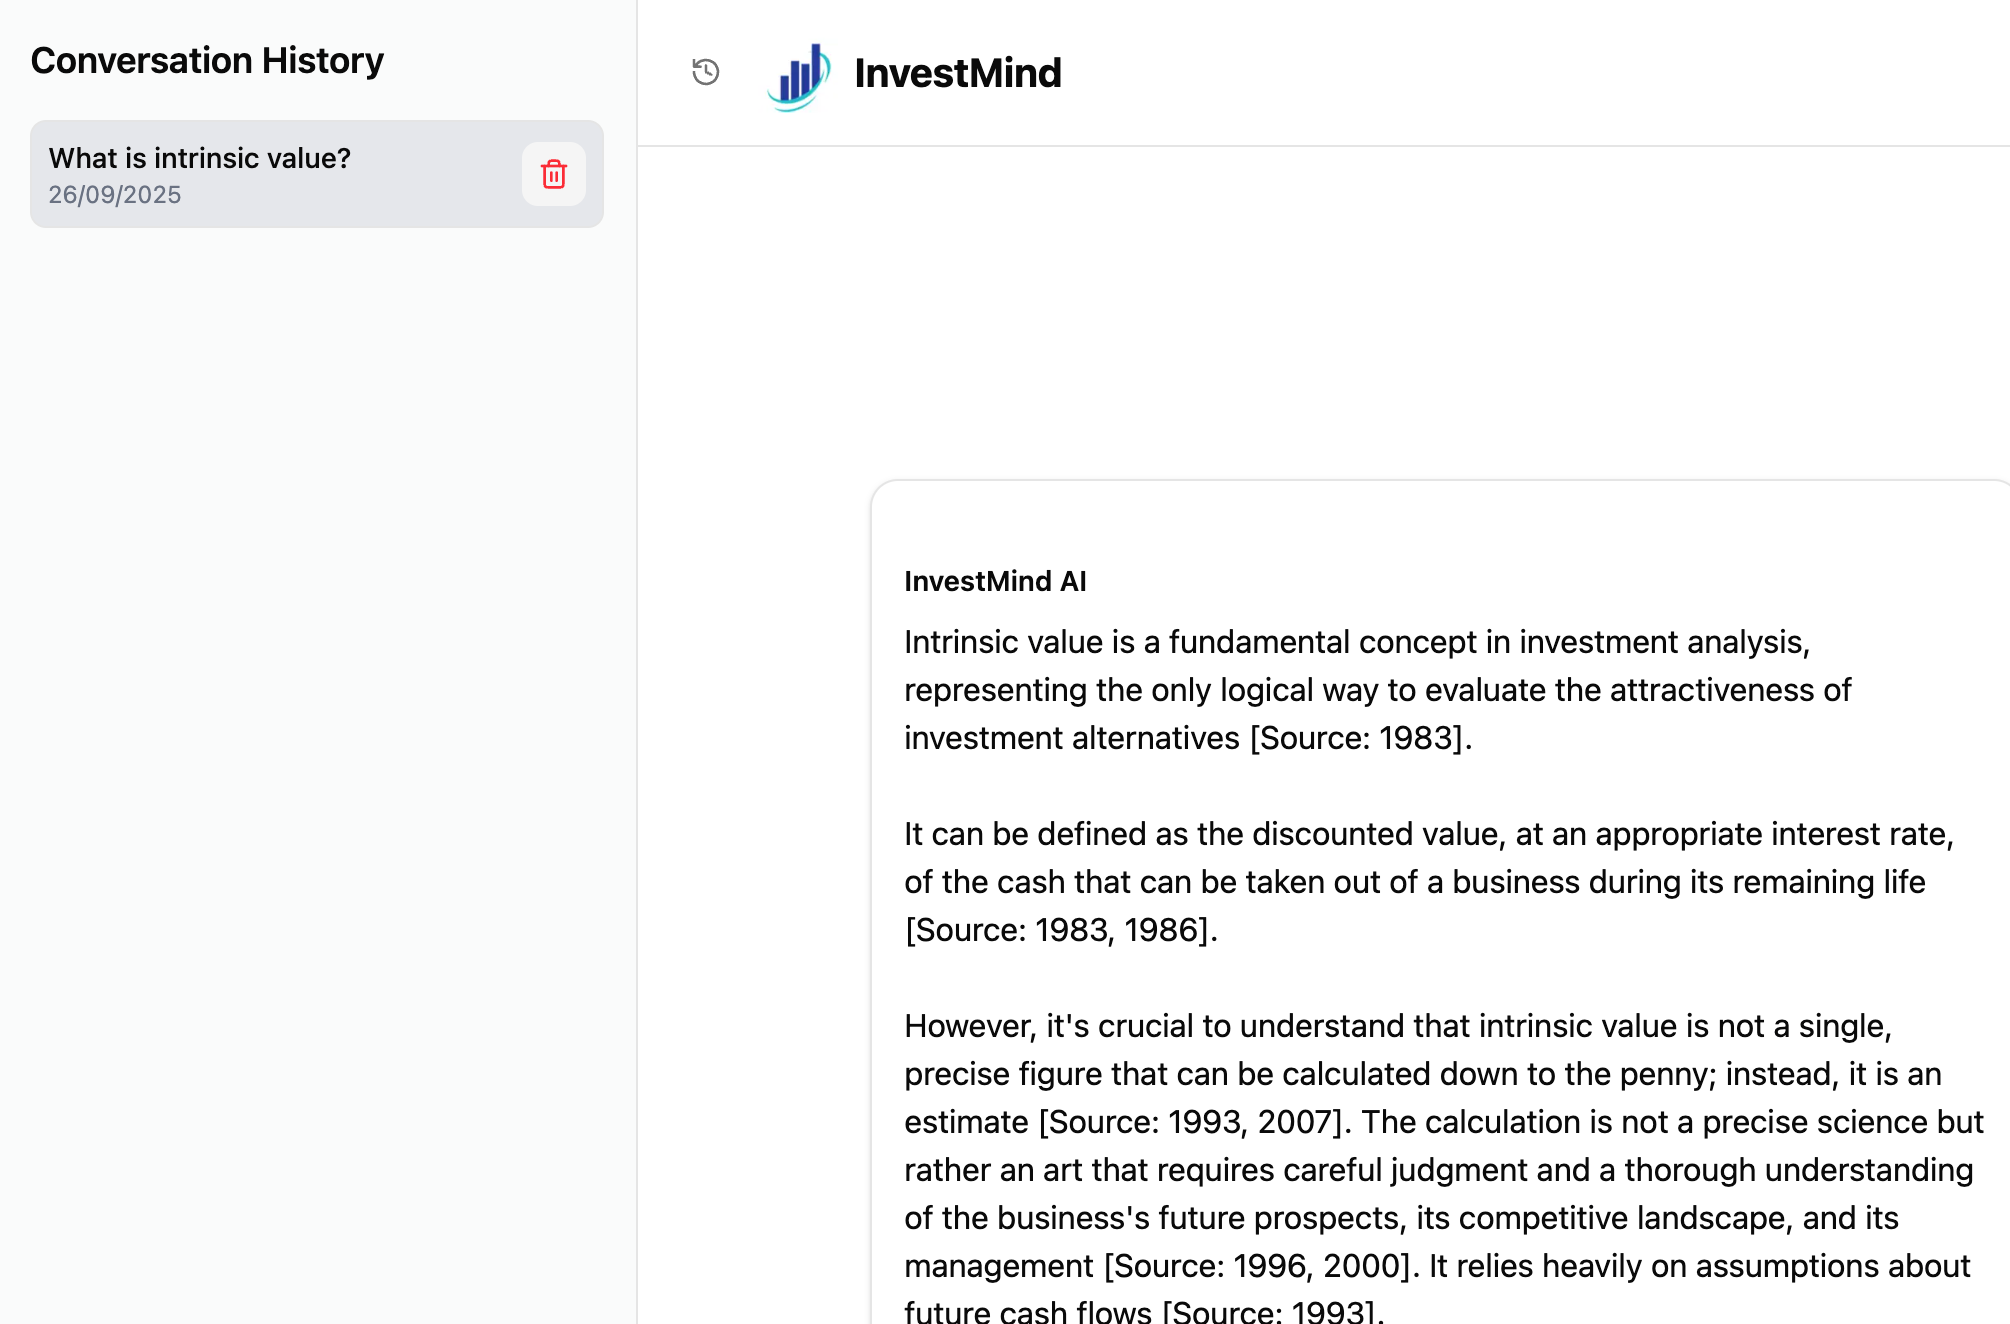 Conversation History
What is intrinsic value?
26/09/2025
InvestMind
InvestMind AI
Intrinsic value is a fundamental concept in investment analysis,
representing the only logical way to evaluate the attractiveness of
investment alternatives [Source: 1983].
It can be defined as the discounted value, at an appropriate interest rate,
of the cash that can be taken out of a business during its remaining life
[Source: 1983, 1986].
However, it's crucial to understand that intrinsic value is not a single,
precise figure that can be calculated down to the penny; instead, it is an
estimate [Source: 1993, 2007]. The calculation is not a precise science but
rather an art that requires careful judgment and a thorough understanding
of the business's future prospects, its competitive landscape, and its
management [Source: 1996, 2000]. It relies heavily on assumptions about
future cash flows [Source: 1993].